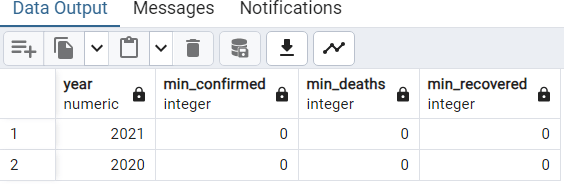 Data Output Messages Notifications
year min_confirmed min_deaths min_recovered
numeric integer integer integer
1 2021 0 0 0
2 2020 0 0 0